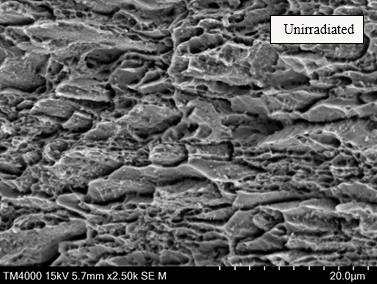 Unirradiated
TM4000 15kV 5.7mm x2.50k SE M
20.0µm